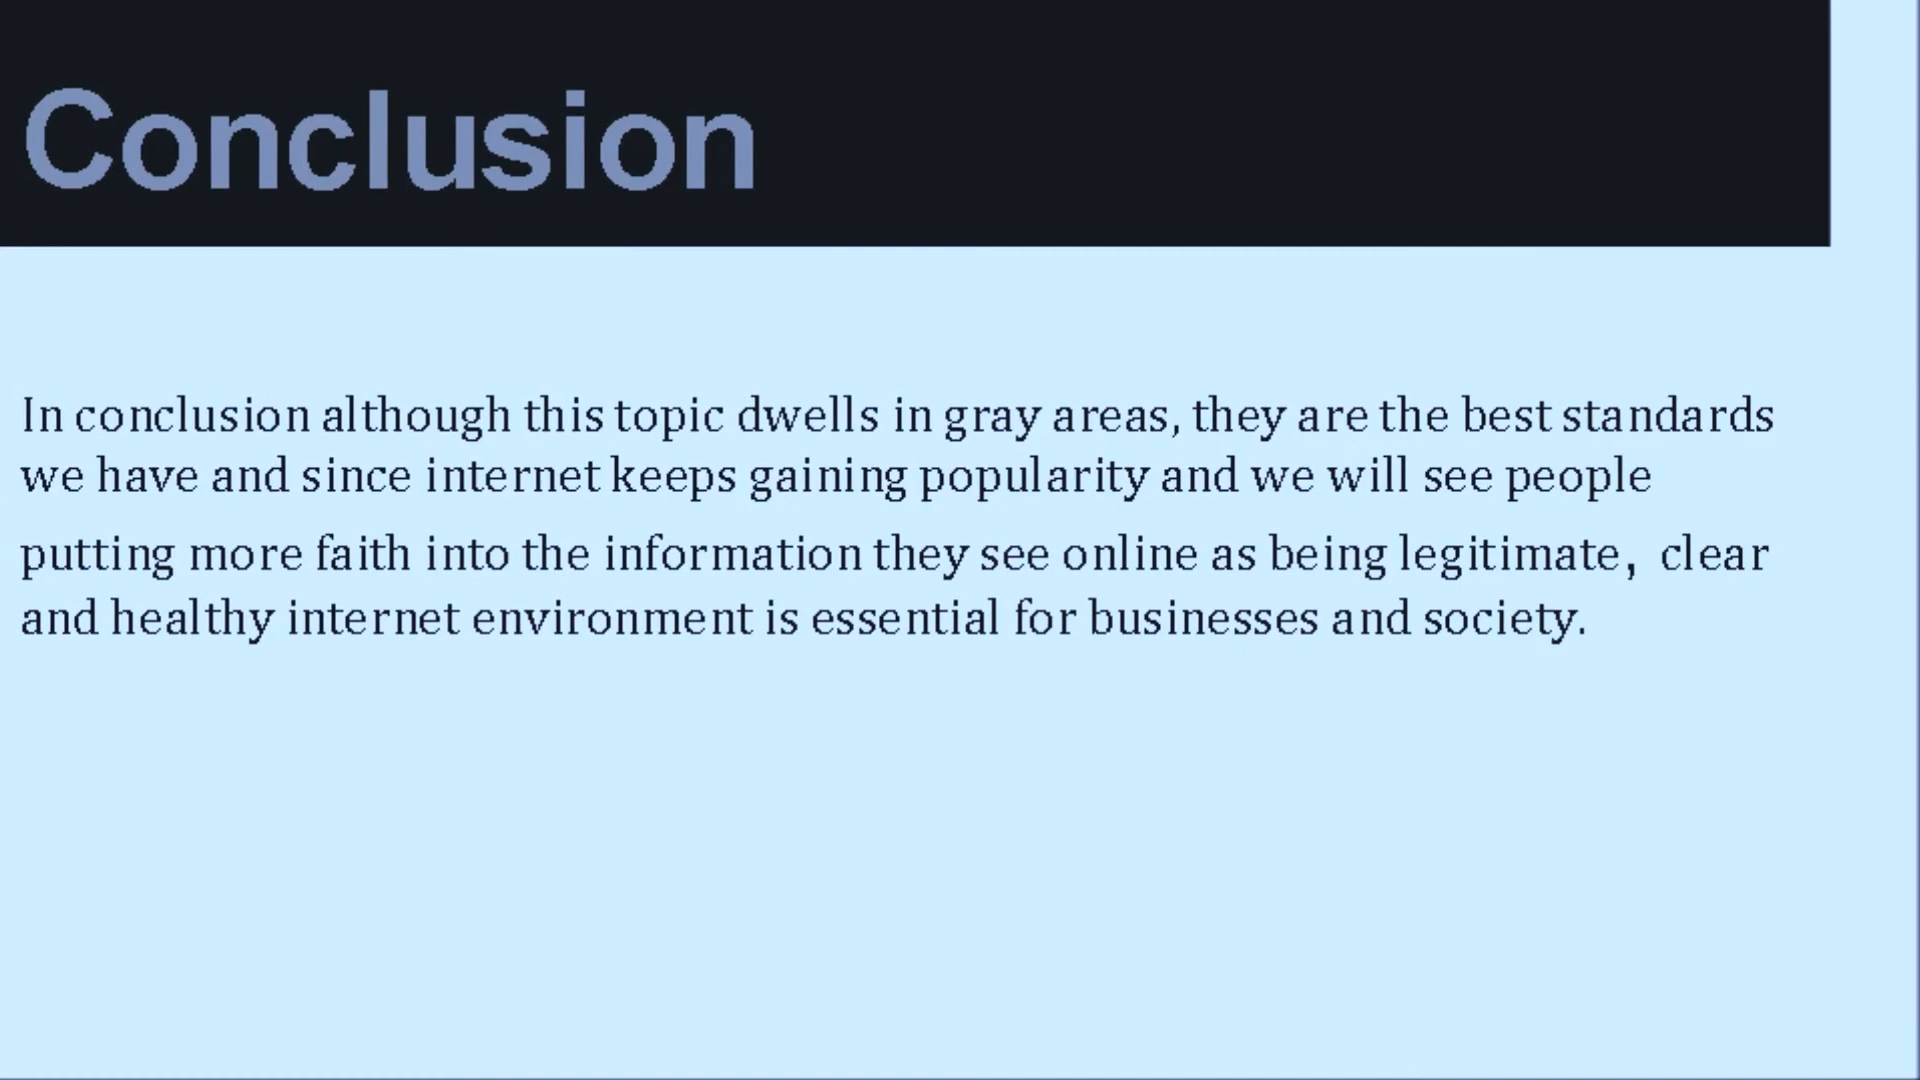 Conclusion
In conclusion although this topic dwells in gray areas, they are the best standards
we have and since internet keeps gaining popularity and we will see people
putting more faith into the information they see online as being legitimate, clear
and healthy internet environment is essential for businesses and society.